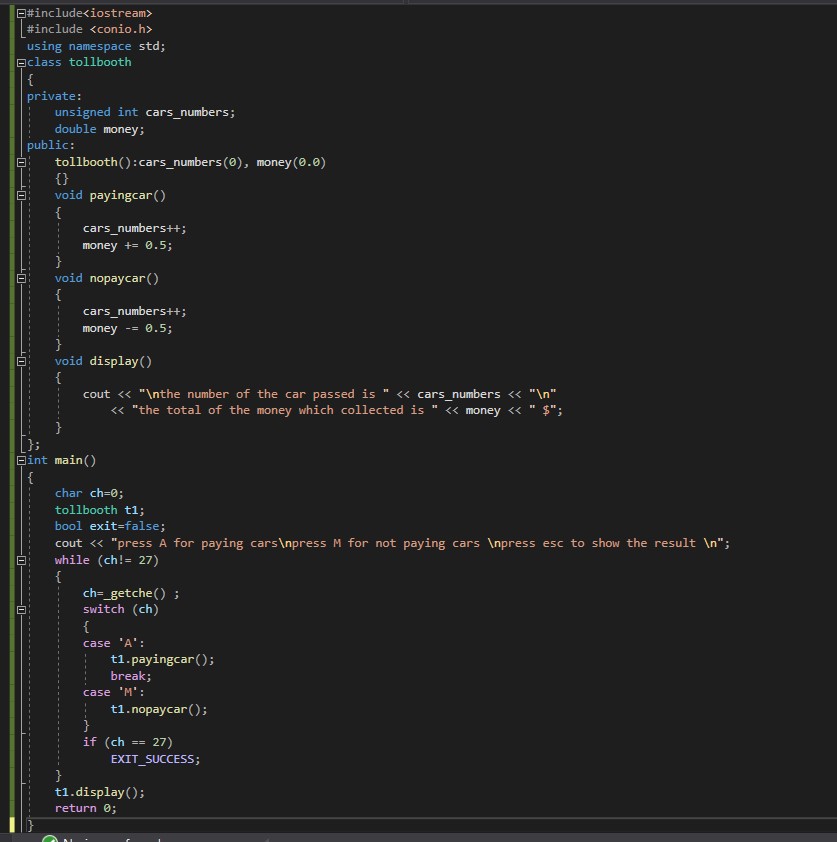 #include<iostream>
#include <conio.h>
using namespace std;
class tollbooth
{
private:
    unsigned int cars_numbers;
    double money;
public:
    tollbooth():cars_numbers(0), money(0.0)
    {}
    void payingcar()
    {
        cars_numbers++;
        money += 0.5;
    }
    void nopaycar()
    {
        cars_numbers++;
        money -= 0.5;
    }
    void display()
    {
        cout << "\nthe number of the car passed is " << cars_numbers << "\n"
            << "the total of the money which collected is " << money << " $";
    }
};
int main()
{
    char ch=0;
    tollbooth t1;
    bool exit=false;
    cout << "press A for paying cars\npress M for not paying cars \npress esc to show the result \n";
    while (ch!= 27)
    {
        ch=_getche() ;
        switch (ch)
        {
        case 'A':
            t1.payingcar();
            break;
        case 'M':
            t1.nopaycar();
        }
        if (ch == 27)
            EXIT_SUCCESS;
    }
    t1.display();
    return 0;
}